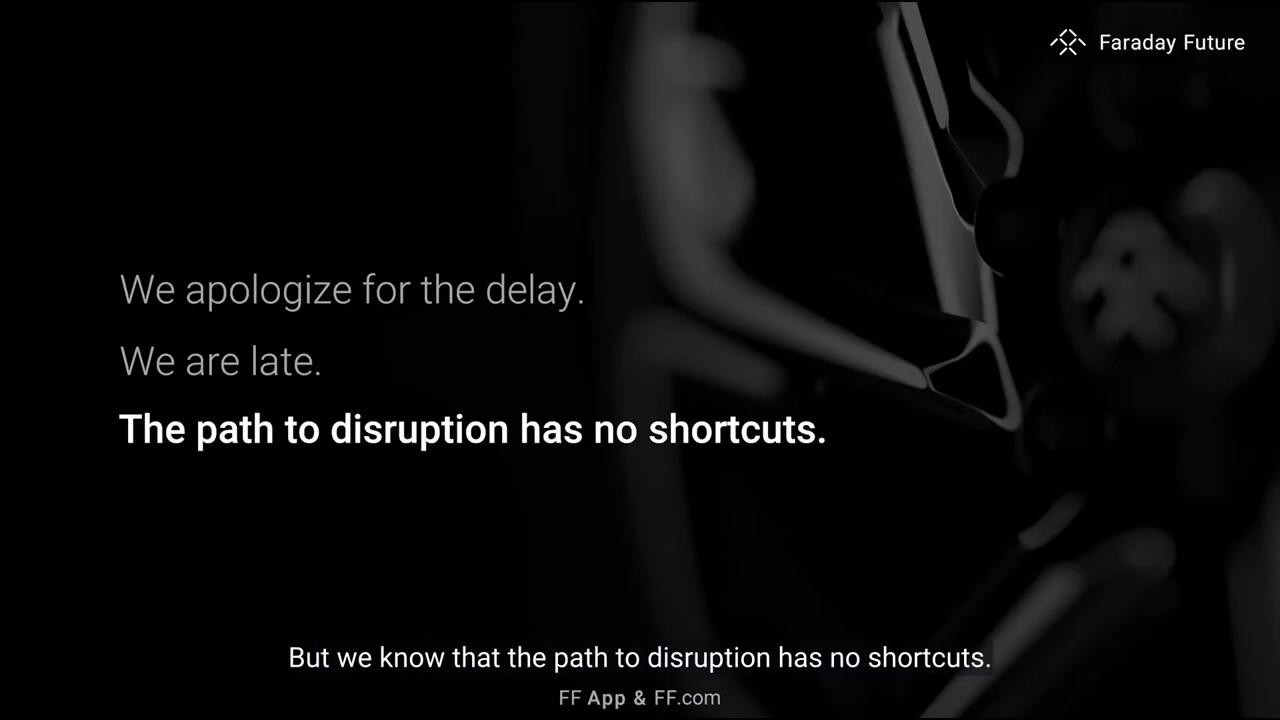 Faraday Future
We apologize for the delay.
We are late.
The path to disruption has no shortcuts.
But we know that the path to disruption has no shortcuts.
FF App & FF.com